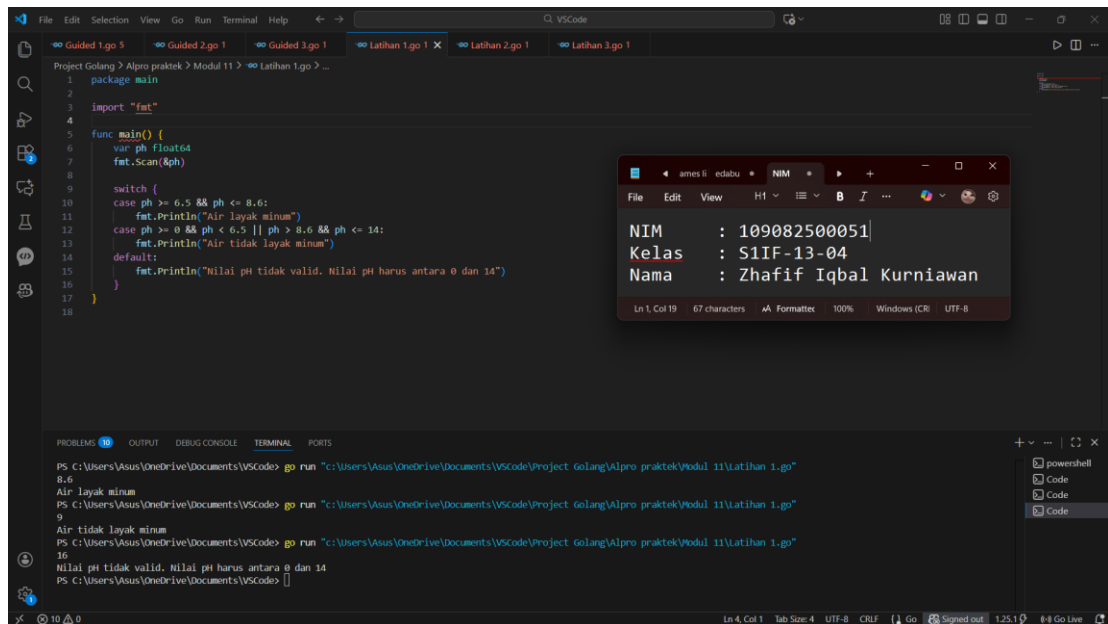 File Edit Selection View Go Run Terminal Help
VSCode
Guided 1.go 5 Guided 2.go 1 Guided 3.go 1 Latihan 1.go 1 Latihan 2.go 1 Latihan 3.go 1
Project Golang > Alpro praktek > Modul 11 > Latihan 1.go > ...
1 package main
2
3 import "fmt"
4
5 func main() {
6 var ph float64
7 fmt.Scan(&ph)
8
9 switch {
10 case ph >= 6.5 && ph <= 8.6:
11 fmt.Println("Air layak minum")
12 case ph >= 0 && ph < 6.5 || ph > 8.6 && ph <= 14:
13 fmt.Println("Air tidak layak minum")
14 default:
15 fmt.Println("Nilai pH tidak valid. Nilai pH harus antara 0 dan 14")
16 }
17 }
18
ames li edabu NIM
File Edit View H1 B I ...
NIM : 109082500051
Kelas : S1IF-13-04
Nama : Zhafif Iqbal Kurniawan
Ln 1, Col 19 67 characters Formattec 100% Windows (CRI UTF-8
PROBLEMS 10 OUTPUT DEBUG CONSOLE TERMINAL PORTS
PS C:\Users\Asus\OneDrive\Documents\VSCode> go run "c:\Users\Asus\OneDrive\Documents\VSCode\Project Golang\Alpro praktek\Modul 11\Latihan 1.go"
8.6
Air layak minum
PS C:\Users\Asus\OneDrive\Documents\VSCode> go run "c:\Users\Asus\OneDrive\Documents\VSCode\Project Golang\Alpro praktek\Modul 11\Latihan 1.go"
9
Air tidak layak minum
PS C:\Users\Asus\OneDrive\Documents\VSCode> go run "c:\Users\Asus\OneDrive\Documents\VSCode\Project Golang\Alpro praktek\Modul 11\Latihan 1.go"
16
Nilai pH tidak valid. Nilai pH harus antara 0 dan 14
PS C:\Users\Asus\OneDrive\Documents\VSCode>
powershell
Code
Code
Code
10 0 Ln 4, Col 1 Tab Size: 4 UTF-8 CRLF {} Go Signed out 1.25.1 Go Live